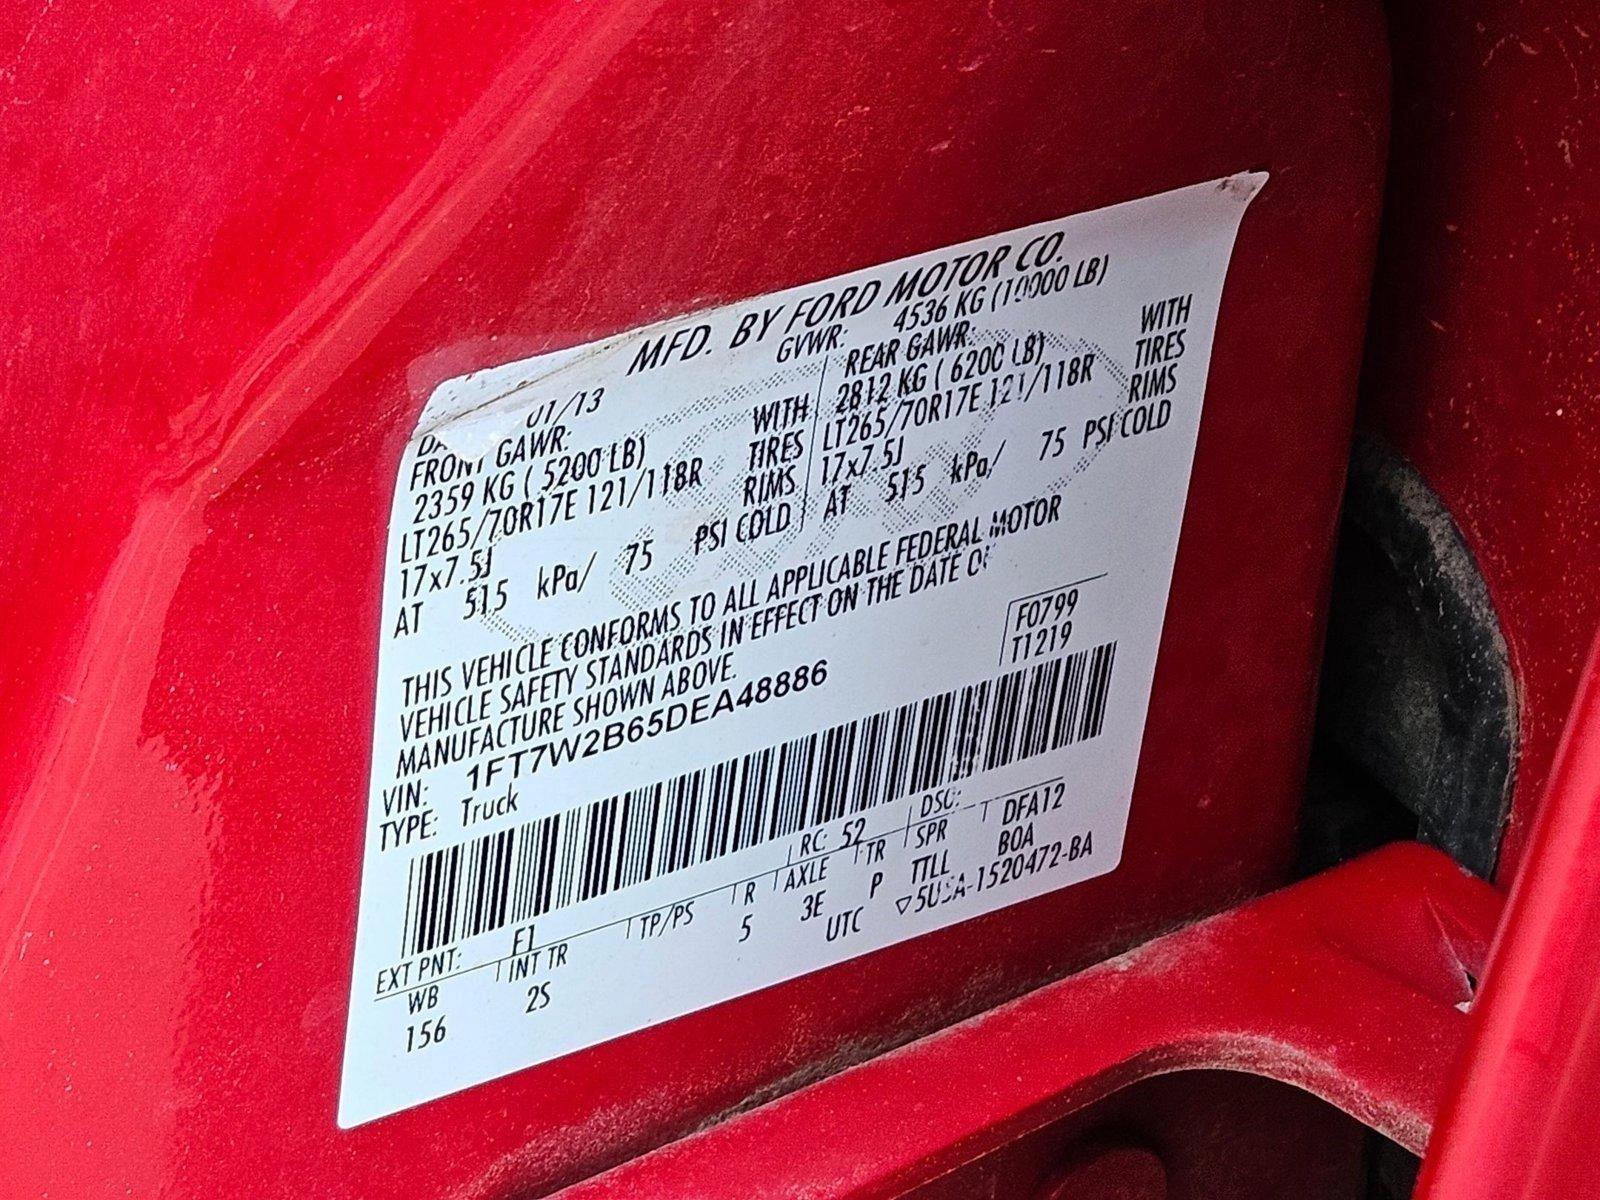 MFD. BY FORD MOTOR CO.
01/13 GVWR: 4536 KG (10000 LB)
FRONT GAWR: REAR GAWR:
2359 KG ( 5200 LB) WITH 2812 KG ( 6200 LB) WITH
LT265/70R17E 121/118R TIRES LT265/70R17E 121/118R TIRES
17x7.5J RIMS 17x7.5J RIMS
AT 515 kPa/ 75 PSI COLD AT 515 kPa/ 75 PSI COLD
THIS VEHICLE CONFORMS TO ALL APPLICABLE FEDERAL MOTOR
VEHICLE SAFETY STANDARDS IN EFFECT ON THE DATE OF
MANUFACTURE SHOWN ABOVE.
F0799
VIN: 1FT7W2B65DEA48886 T1219
TYPE: Truck
EXT PNT: F1 RC: 52 DSO:
WB INT TR TP/PS R AXLE TR SPR DFA12
156 2S 5 3E P TTLL BOA
UTC ▽5USA-1520472-BA